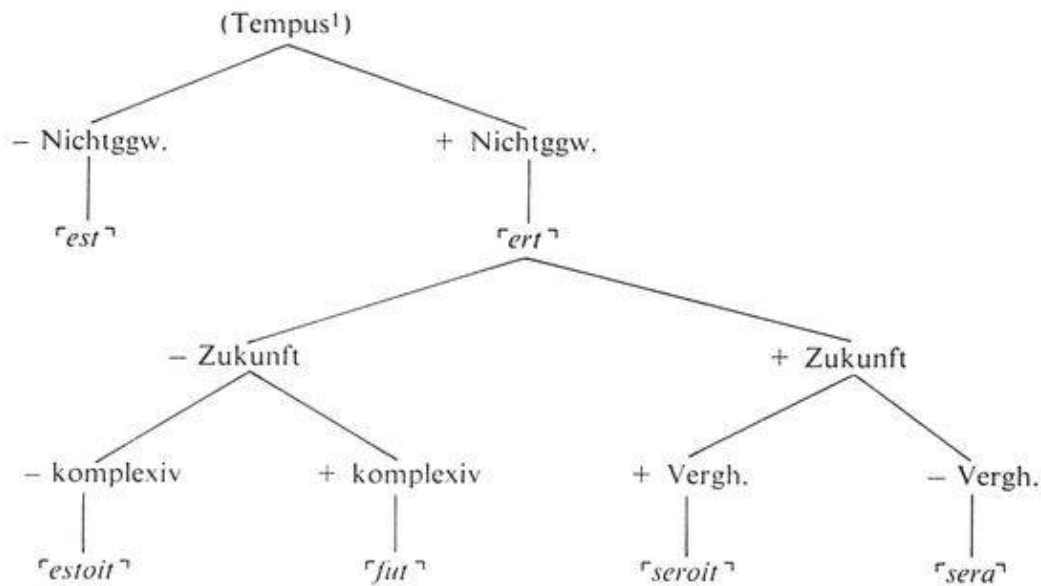 (Tempus¹)
– Nichtggw. + Nichtggw.
⌜est⌝ ⌜ert⌝
– Zukunft + Zukunft
– komplexiv + komplexiv + Vergh. – Vergh.
⌜estoit⌝ ⌜fut⌝ ⌜seroit⌝ ⌜sera⌝